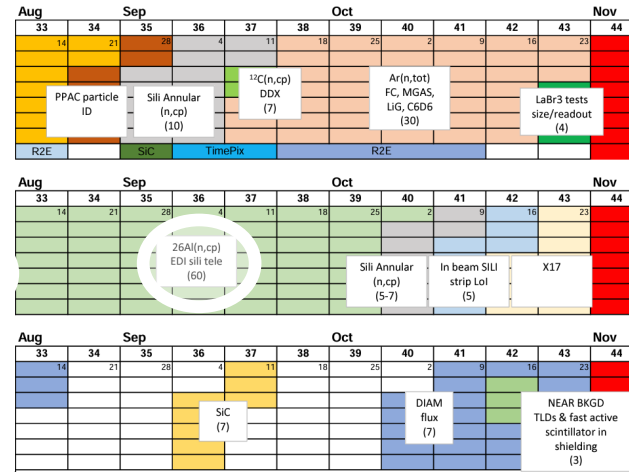 Aug Sep Oct Nov
33 34 35 36 37 38 39 40 41 42 43 44
14 21 28 4 11 18 25 2 9 16 23
PPAC particle
ID
Sili Annular
(n,cp)
(10)
¹²C(n,cp)
DDX
(7)
Ar(n,tot)
FC, MGAS,
LiG, C6D6
(30)
LaBr3 tests
size/readout
(4)
R2E SiC TimePix R2E
Aug Sep Oct Nov
33 34 35 36 37 38 39 40 41 42 43 44
14 21 28 4 11 18 25 2 9 16 23
26Al(n,cp)
EDI sili tele
(60)
Sili Annular
(n,cp)
(5-7)
In beam SILI
strip LoI
(5)
X17
Aug Sep Oct Nov
33 34 35 36 37 38 39 40 41 42 43 44
14 21 28 4 11 18 25 2 9 16 23
SiC
(7)
DIAM
flux
(7)
NEAR BKGD
TLDs & fast active
scintillator in
shielding
(3)